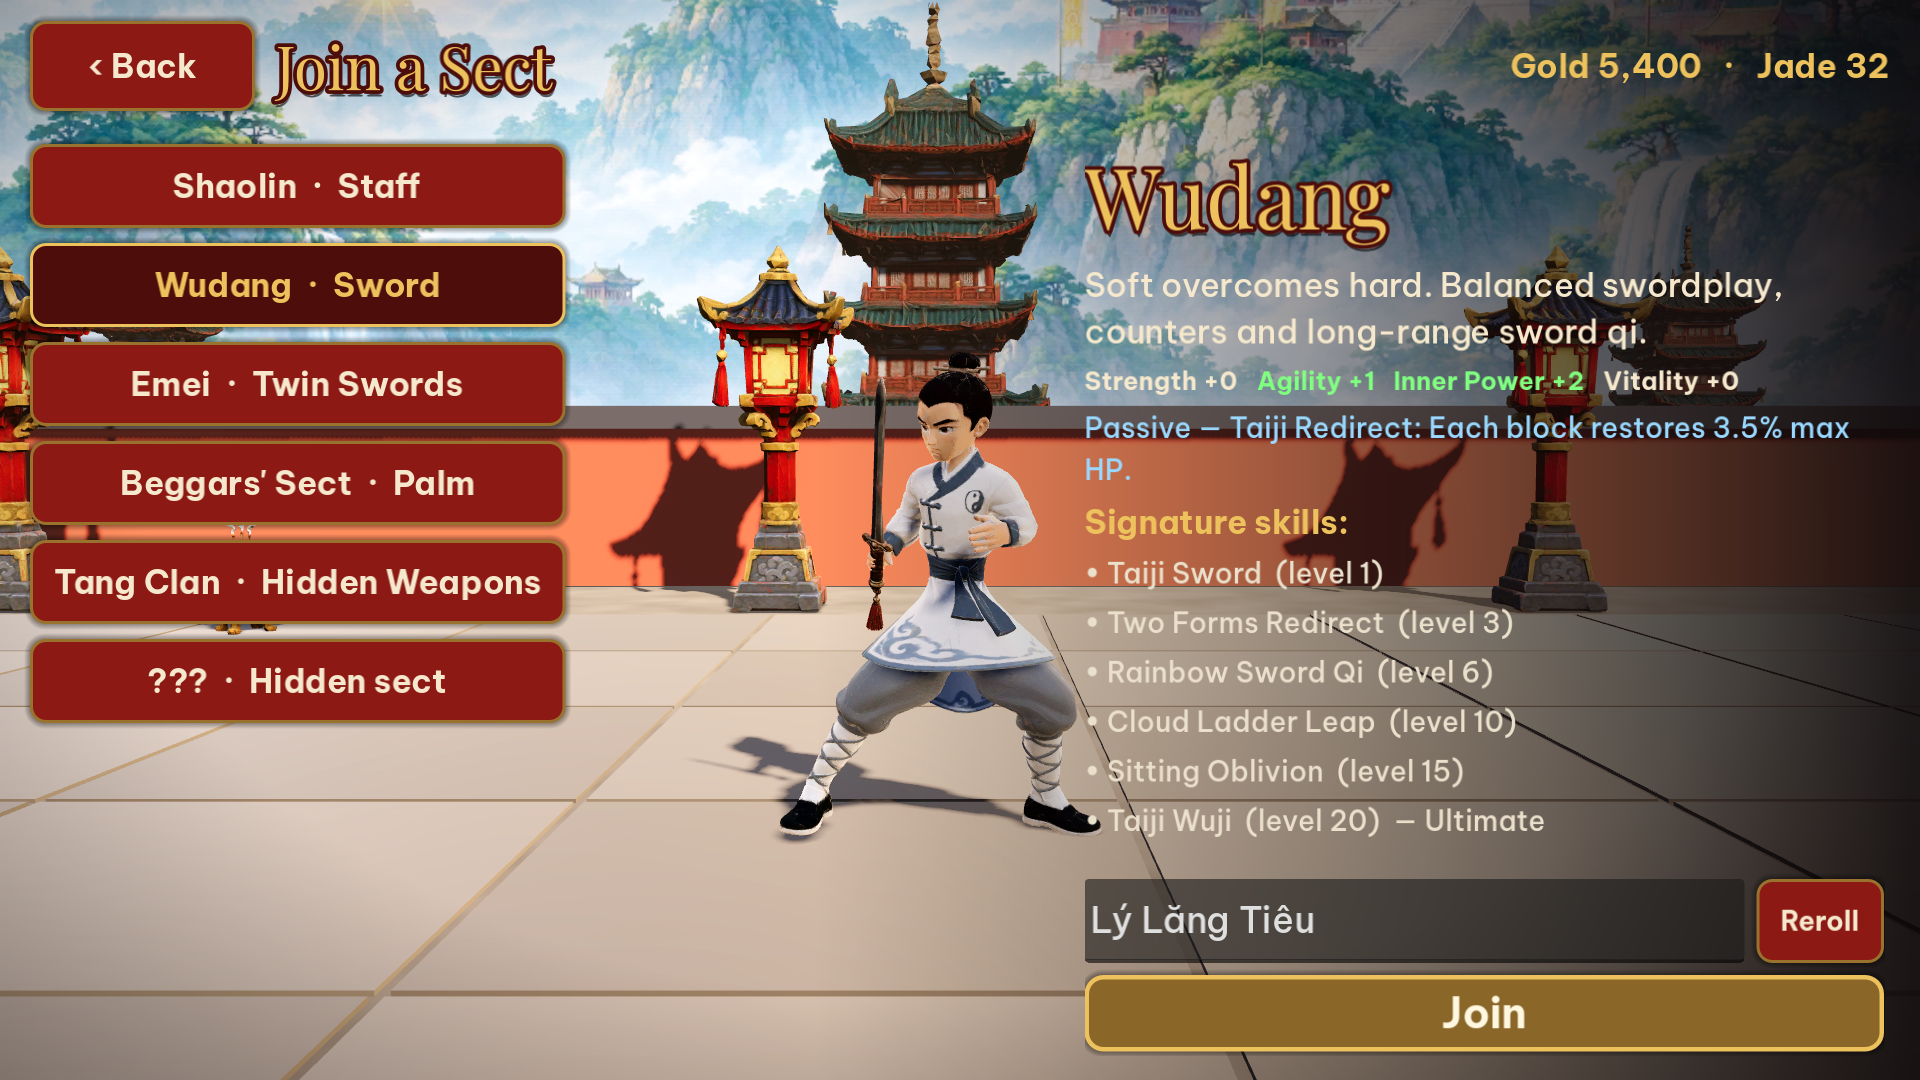 < Back
Join a Sect
Gold 5,400 · Jade 32
Shaolin · Staff
Wudang · Sword
Emei · Twin Swords
Beggars' Sect · Palm
Tang Clan · Hidden Weapons
??? · Hidden sect
Wudang
Soft overcomes hard. Balanced swordplay,
counters and long-range sword qi.
Strength +0 Agility +1 Inner Power +2 Vitality +0
Passive — Taiji Redirect: Each block restores 3.5% max
HP.
Signature skills:
• Taiji Sword (level 1)
• Two Forms Redirect (level 3)
• Rainbow Sword Qi (level 6)
• Cloud Ladder Leap (level 10)
• Sitting Oblivion (level 15)
• Taiji Wuji (level 20) — Ultimate
Lý Lăng Tiêu
Reroll
Join